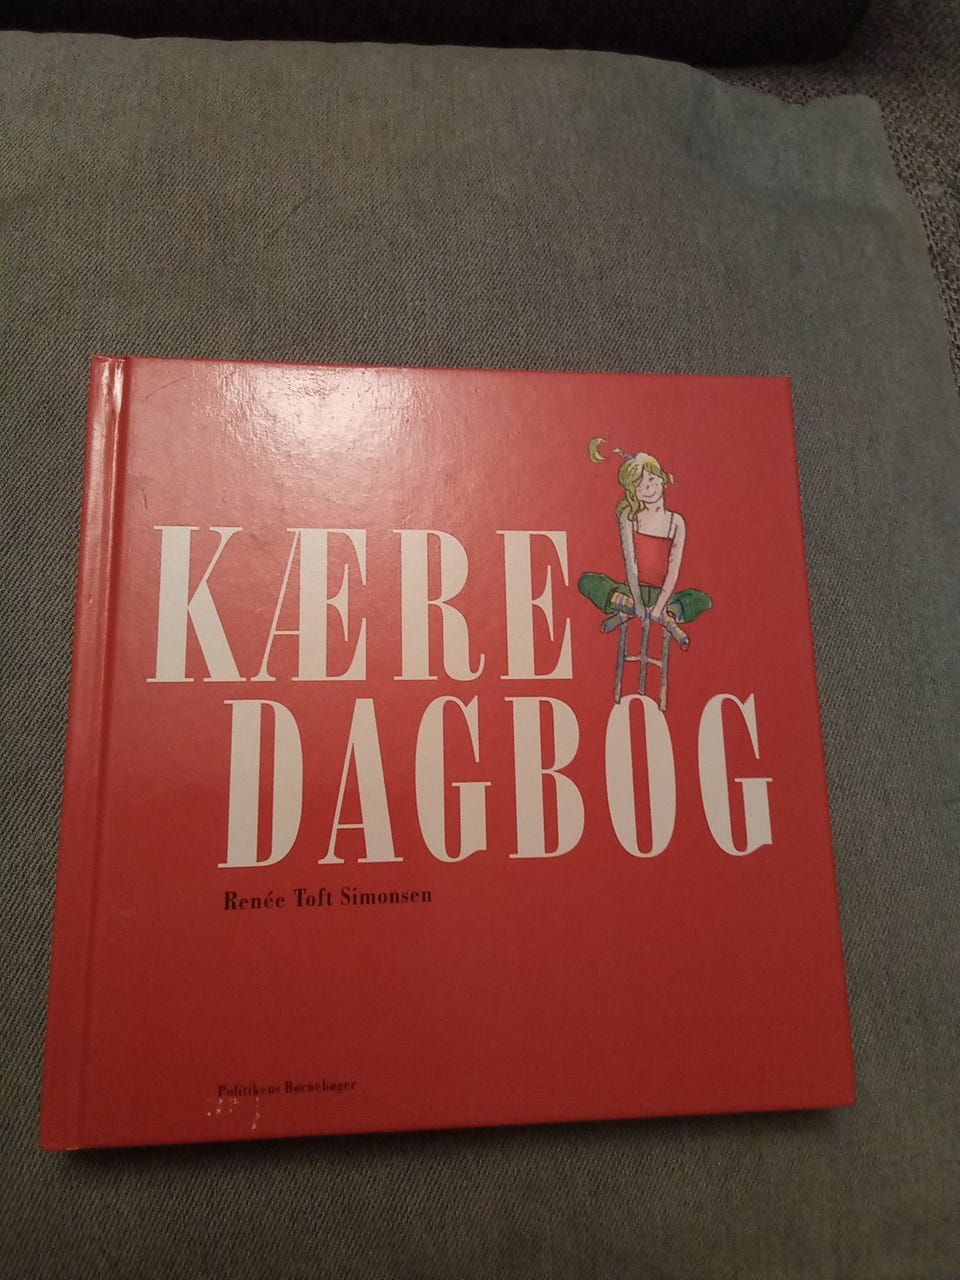 KÆRE
DAGBOG
Renée Toft Simonsen
Politikens Børnebøger